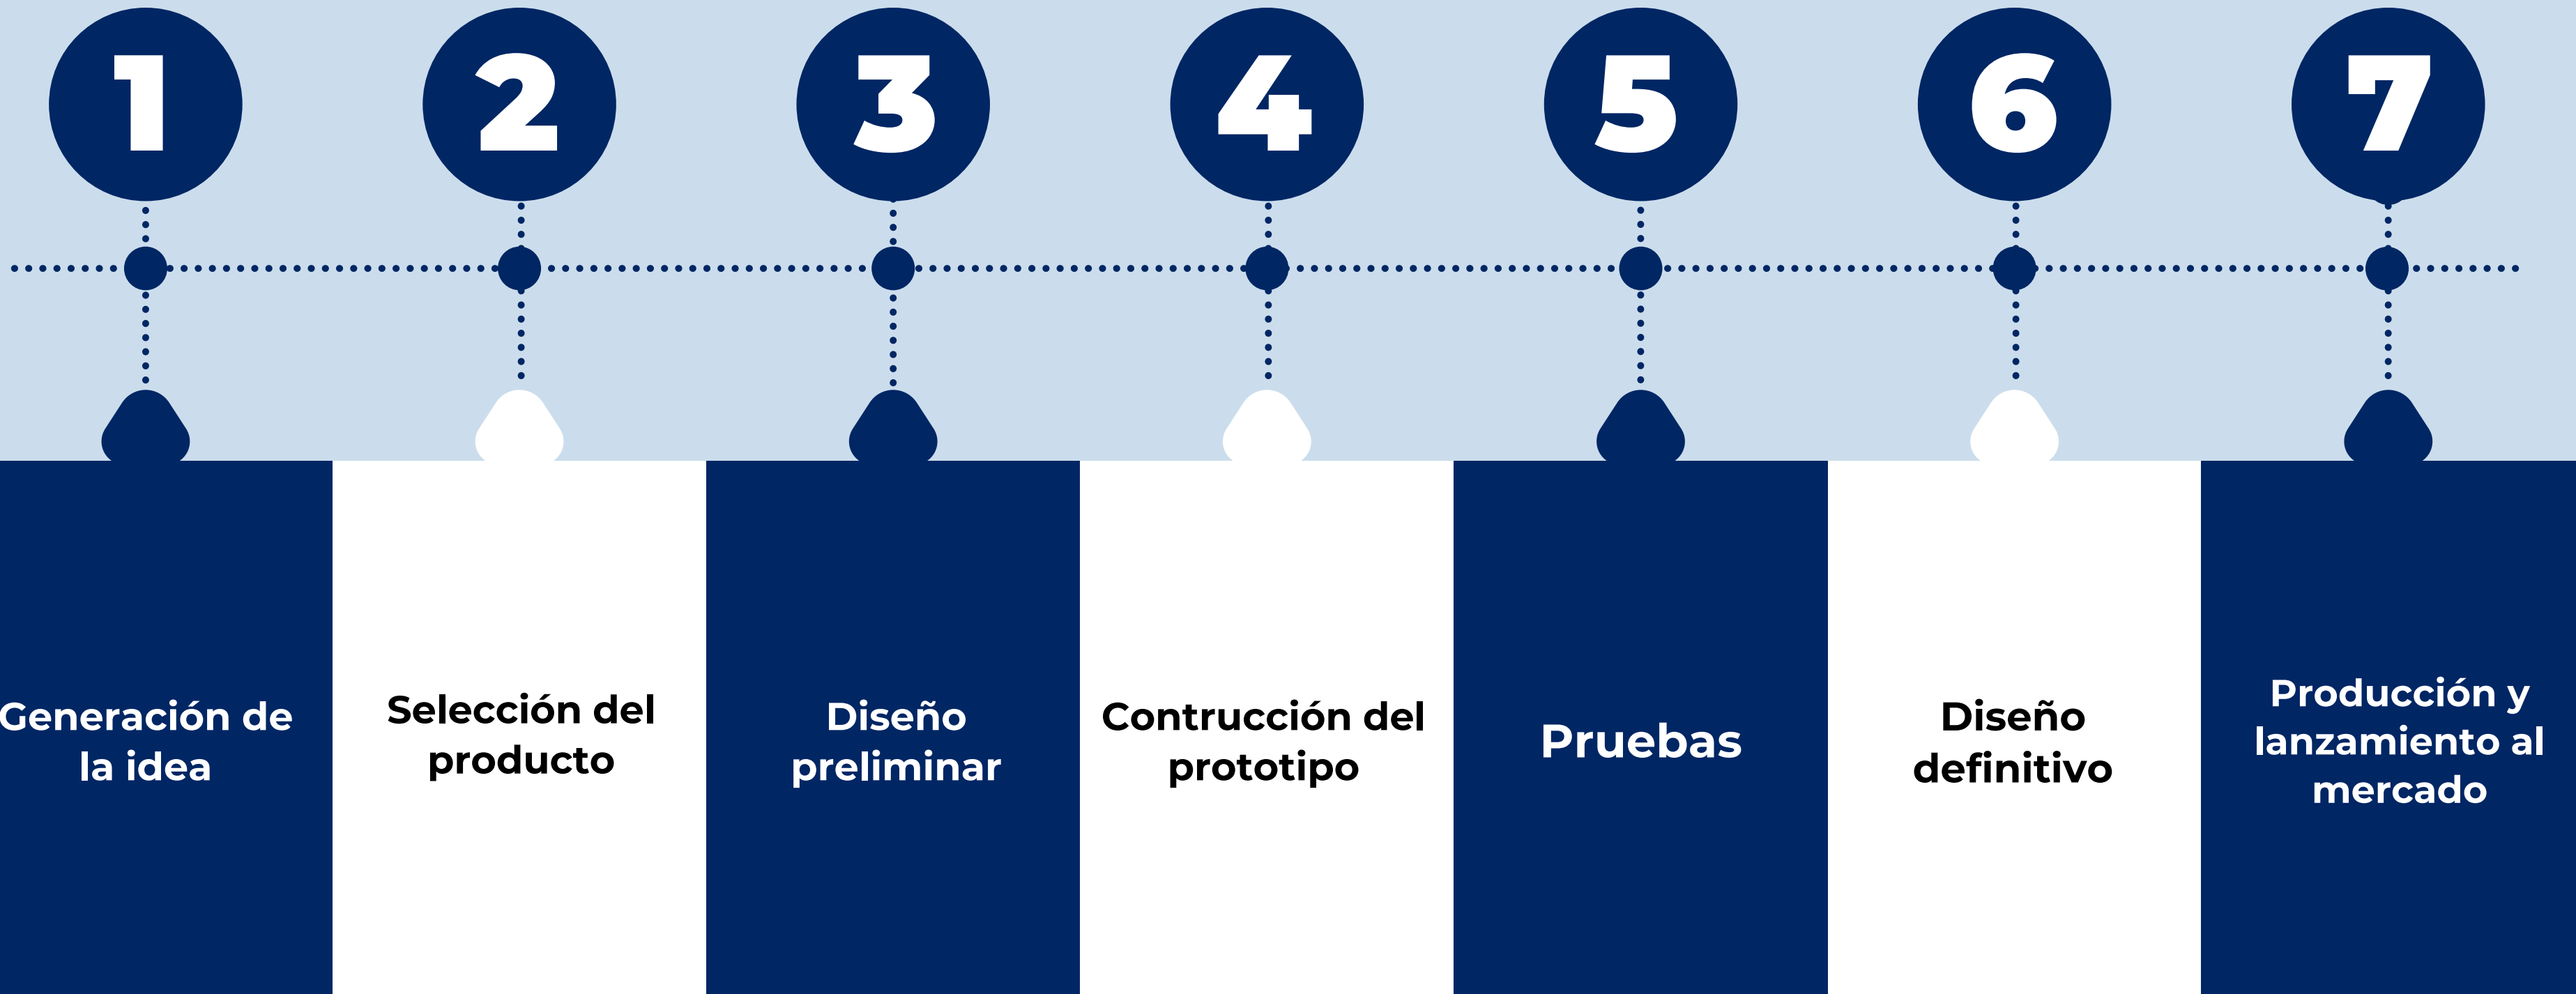 1
2
3
4
5
6
7
Generación de
la idea
Selección del
producto
Diseño
preliminar
Contrucción del
prototipo
Pruebas
Diseño
definitivo
Producción y
lanzamiento al
mercado